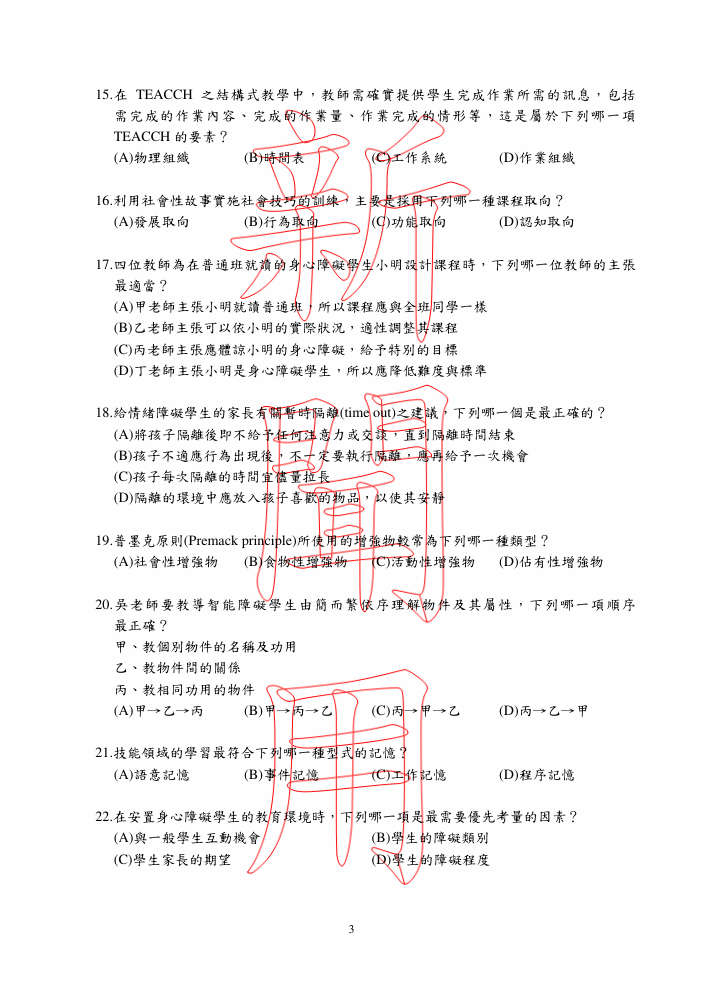 15.在 TEACCH 之結構式教學中，教師需確實提供學生完成作業所需的訊息，包括
需完成的作業內容、完成的作業量、作業完成的情形等，這是屬於下列哪一項
TEACCH 的要素？
(A)物理組織 (B)時間表 (C)工作系統 (D)作業組織
16.利用社會性故事實施社會技巧的訓練，主要是採用下列哪一種課程取向？
(A)發展取向 (B)行為取向 (C)功能取向 (D)認知取向
17.四位教師為在普通班就讀的身心障礙學生小明設計課程時，下列哪一位教師的主張
最適當？
(A)甲老師主張小明就讀普通班，所以課程應與全班同學一樣
(B)乙老師主張可以依小明的實際狀況，適性調整其課程
(C)丙老師主張應體諒小明的身心障礙，給予特別的目標
(D)丁老師主張小明是身心障礙學生，所以應降低難度與標準
18.給情緒障礙學生的家長有關暫時隔離(time out)之建議，下列哪一個是最正確的？
(A)將孩子隔離後即不給予任何注意力或交談，直到隔離時間結束
(B)孩子不適應行為出現後，不一定要執行隔離，應再給予一次機會
(C)孩子每次隔離的時間宜儘量拉長
(D)隔離的環境中應放入孩子喜歡的物品，以使其安靜
19.普墨克原則(Premack principle)所使用的增強物較常為下列哪一種類型？
(A)社會性增強物 (B)食物性增強物 (C)活動性增強物 (D)佔有性增強物
20.吳老師要教導智能障礙學生由簡而繁依序理解物件及其屬性，下列哪一項順序
最正確？
甲、教個別物件的名稱及功用
乙、教物件間的關係
丙、教相同功用的物件
(A)甲→乙→丙 (B)甲→丙→乙 (C)丙→甲→乙 (D)丙→乙→甲
21.技能領域的學習最符合下列哪一種型式的記憶？
(A)語意記憶 (B)事件記憶 (C)工作記憶 (D)程序記憶
22.在安置身心障礙學生的教育環境時，下列哪一項是最需要優先考量的因素？
(A)與一般學生互動機會 (B)學生的障礙類別
(C)學生家長的期望 (D)學生的障礙程度
3